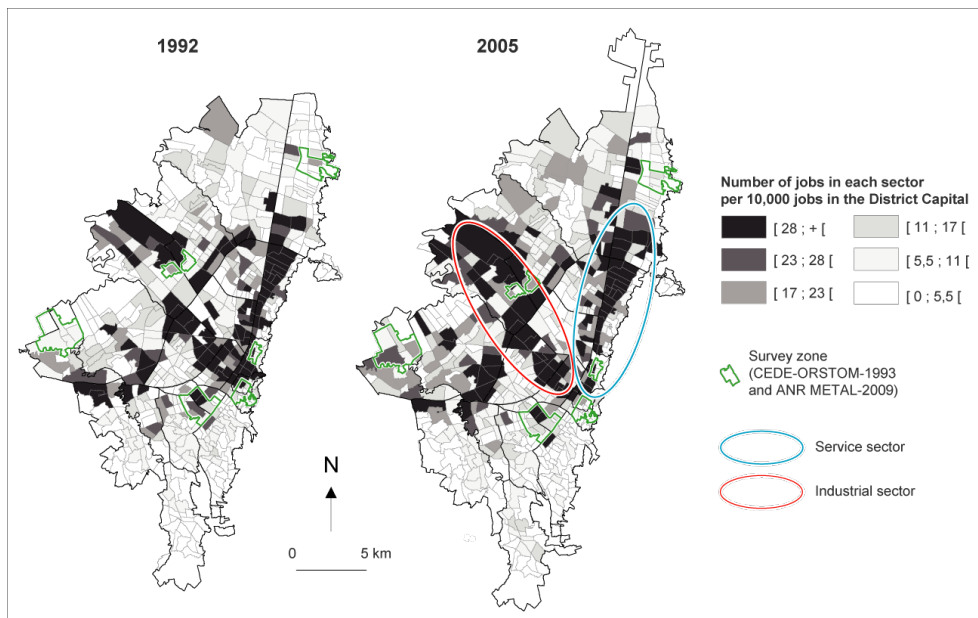 1992
2005
Number of jobs in each sector
per 10,000 jobs in the District Capital
[ 28 ; + [
[ 11 ; 17 [
[ 23 ; 28 [
[ 5,5 ; 11 [
[ 17 ; 23 [
[ 0 ; 5,5 [
Survey zone
(CEDE-ORSTOM-1993
and ANR METAL-2009)
Service sector
Industrial sector
N
0 5 km